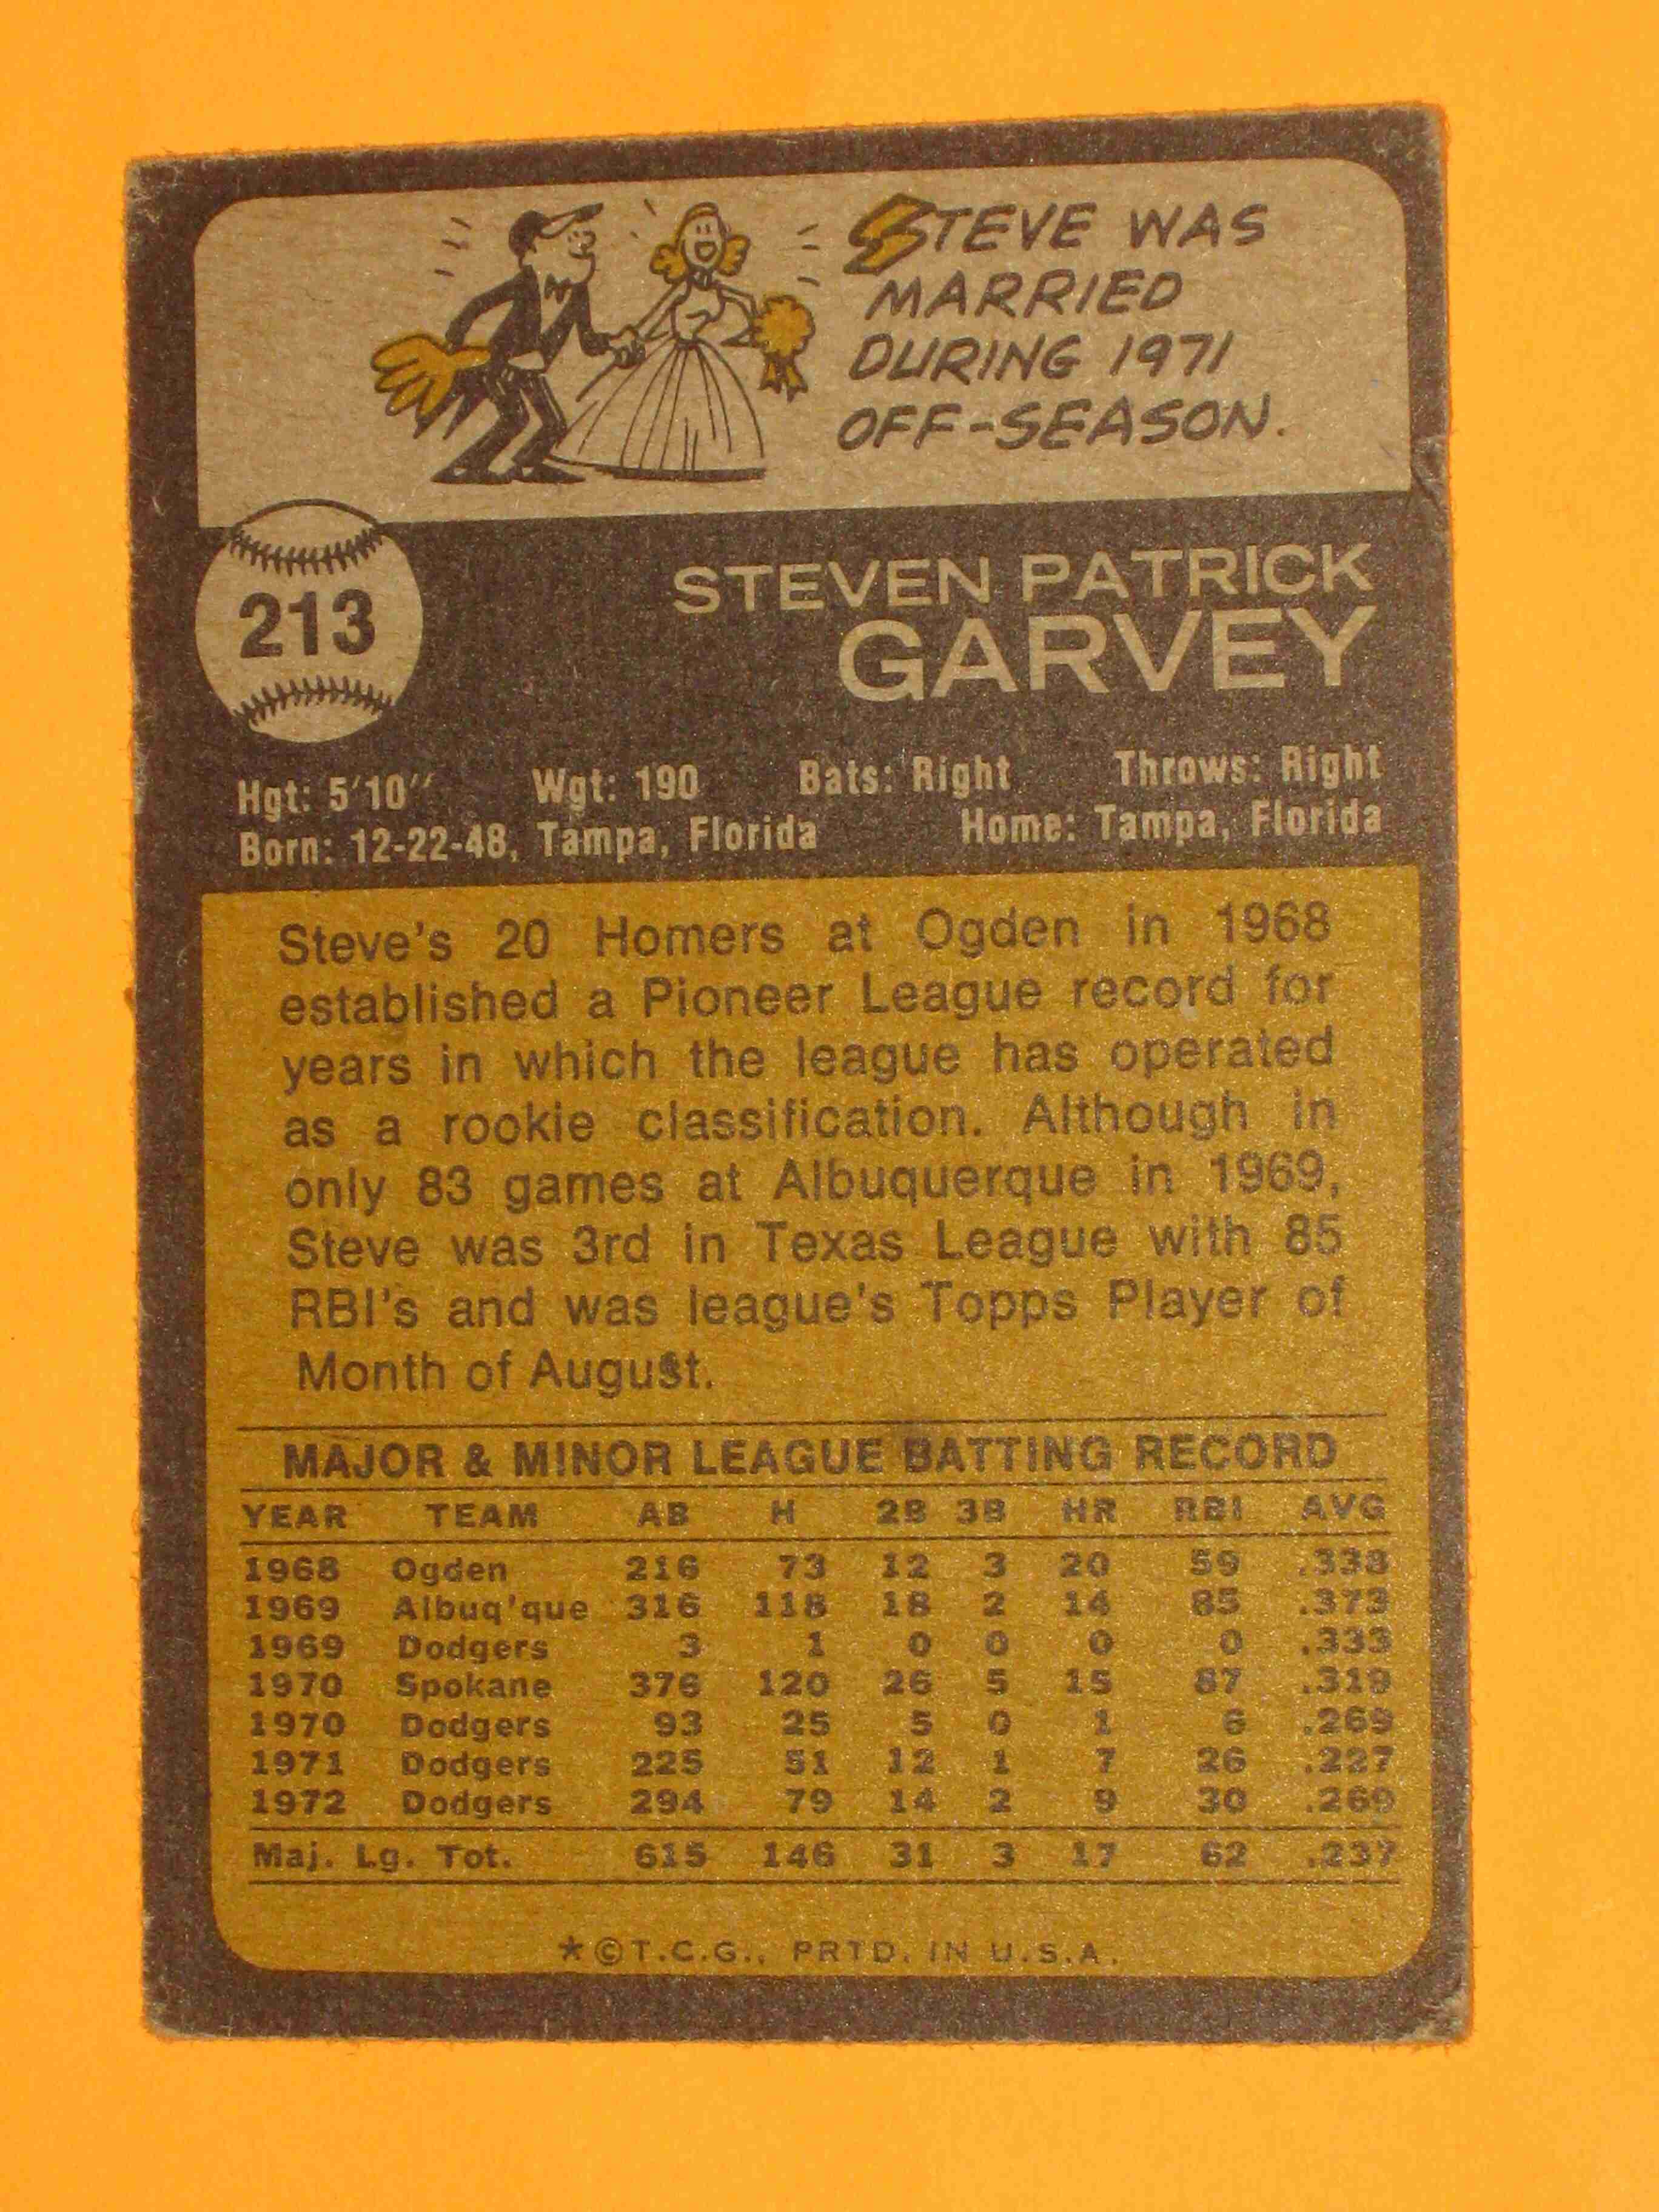 STEVE WAS
MARRIED
DURING 1971
OFF-SEASON.
213
STEVEN PATRICK
GARVEY
Hgt: 5'10" Wgt: 190 Bats: Right Throws: Right
Born: 12-22-48, Tampa, Florida Home: Tampa, Florida
Steve's 20 Homers at Ogden in 1968
established a Pioneer League record for
years in which the league has operated
as a rookie classification. Although in
only 83 games at Albuquerque in 1969,
Steve was 3rd in Texas League with 85
RBI's and was league's Topps Player of
Month of August.
MAJOR & MINOR LEAGUE BATTING RECORD
YEAR TEAM AB H 2B 3B HR RBI AVG
1968 Ogden 216 73 12 3 20 59 .338
1969 Albuq'que 316 118 18 2 14 85 .373
1969 Dodgers 3 1 0 0 0 0 .333
1970 Spokane 376 120 26 5 15 87 .319
1970 Dodgers 93 25 5 0 1 6 .269
1971 Dodgers 225 51 12 1 7 26 .227
1972 Dodgers 294 79 14 2 9 30 .269
Maj. Lg. Tot. 615 146 31 3 17 62 .237
*©T.C.G., PRTD. IN U.S.A.